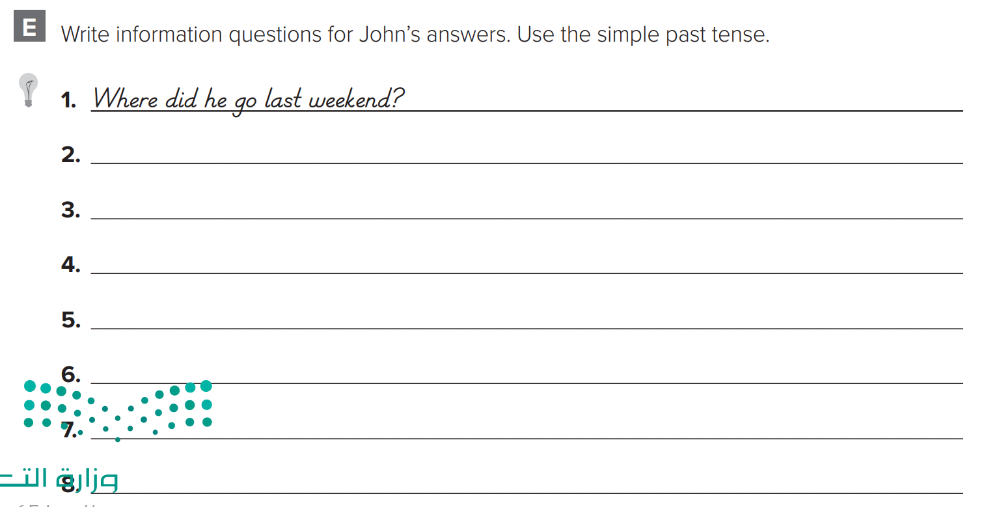 E Write information questions for John's answers. Use the simple past tense.
1. Where did he go last weekend?
2.
3.
4.
5.
6.
7.
8.
وزارة